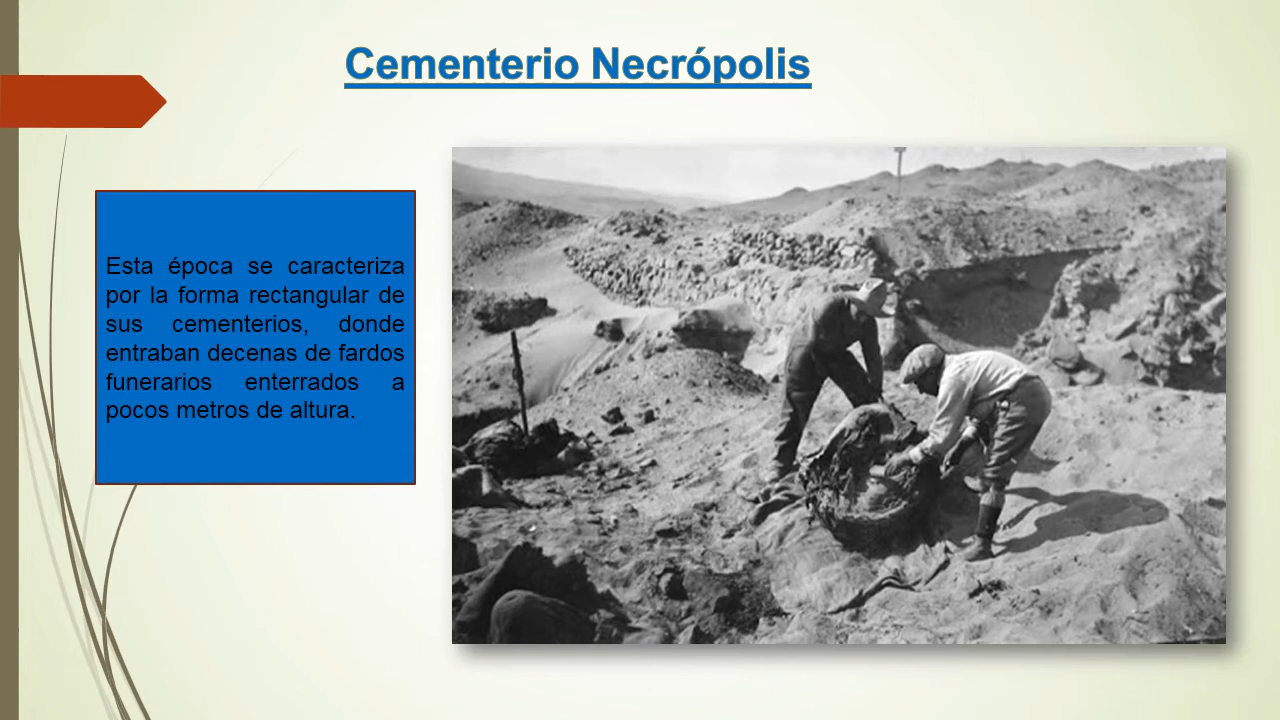 Cementerio Necrópolis
Esta época se caracteriza
por la forma rectangular de
sus cementerios, donde
entraban decenas de fardos
funerarios enterrados a
pocos metros de altura.